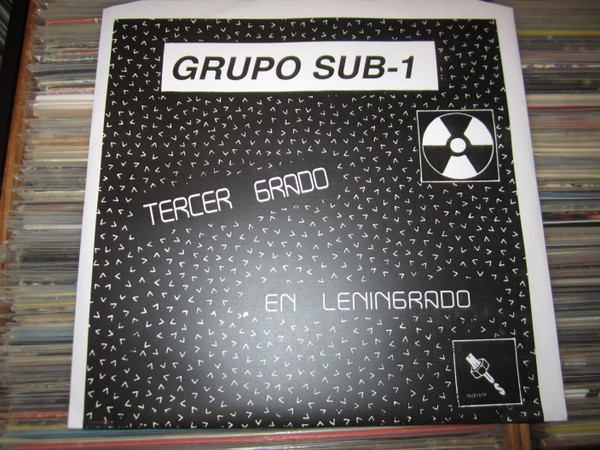 GRUPO SUB-1
TERCER GRADO
EN LENINGRADO